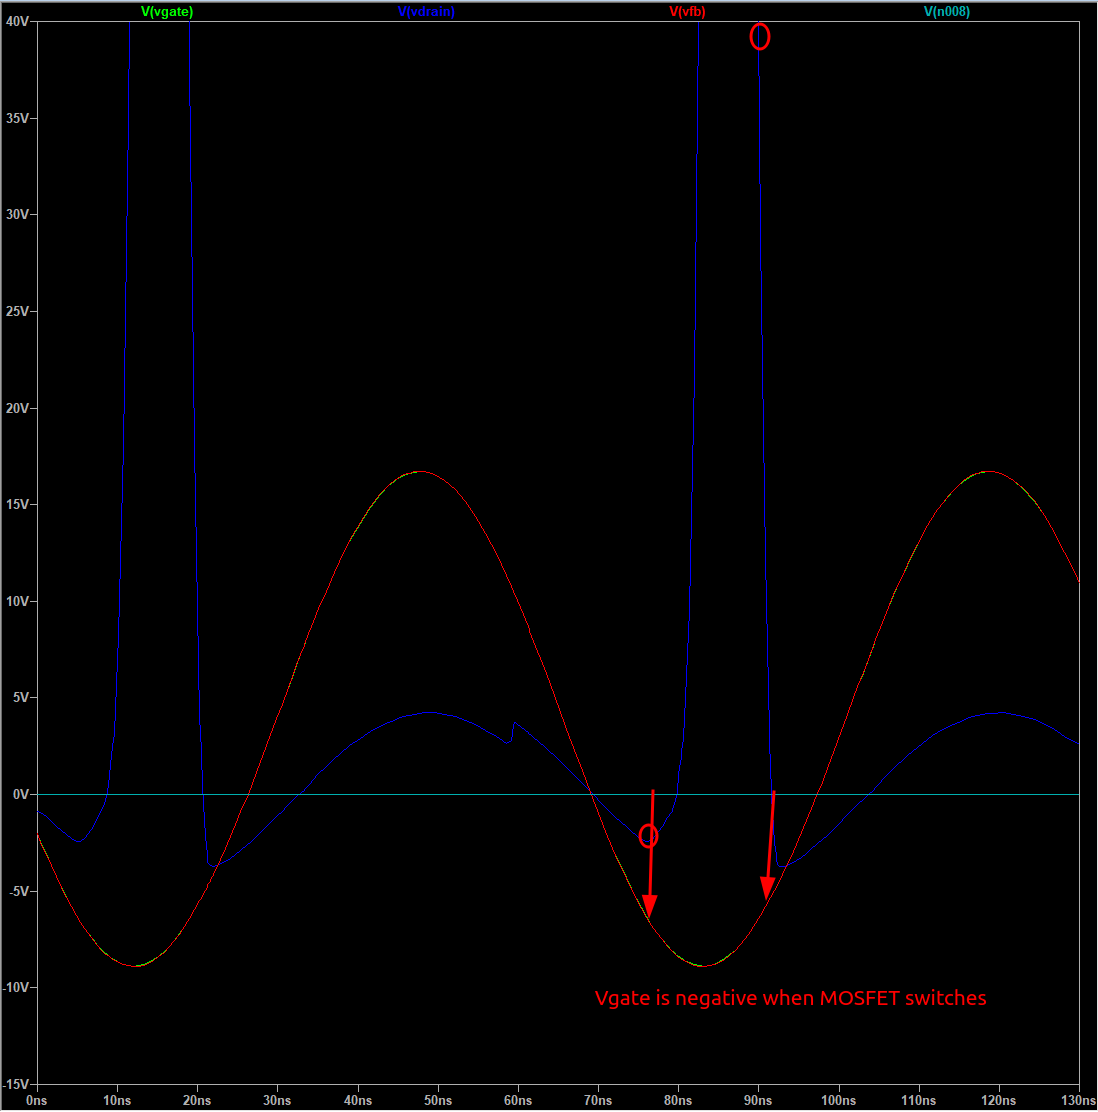 V(vgate) V(vdrain) V(vfb) V(n008)
40V
35V
30V
25V
20V
15V
10V
5V
0V
-5V
-10V
-15V
Vgate is negative when MOSFET switches
0ns 10ns 20ns 30ns 40ns 50ns 60ns 70ns 80ns 90ns 100ns 110ns 120ns 130ns